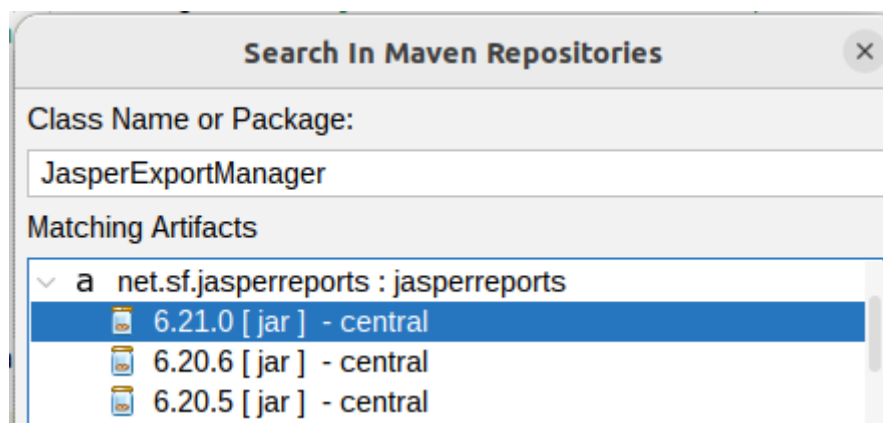 Search In Maven Repositories
Class Name or Package:
JasperExportManager
Matching Artifacts
a net.sf.jasperreports : jasperreports
6.21.0 [ jar ] - central
6.20.6 [ jar ] - central
6.20.5 [ jar ] - central